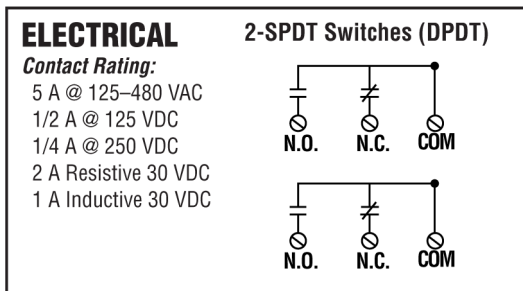 ELECTRICAL
Contact Rating:
5 A @ 125–480 VAC
1/2 A @ 125 VDC
1/4 A @ 250 VDC
2 A Resistive 30 VDC
1 A Inductive 30 VDC
2-SPDT Switches (DPDT)
N.O. N.C. COM
N.O. N.C. COM